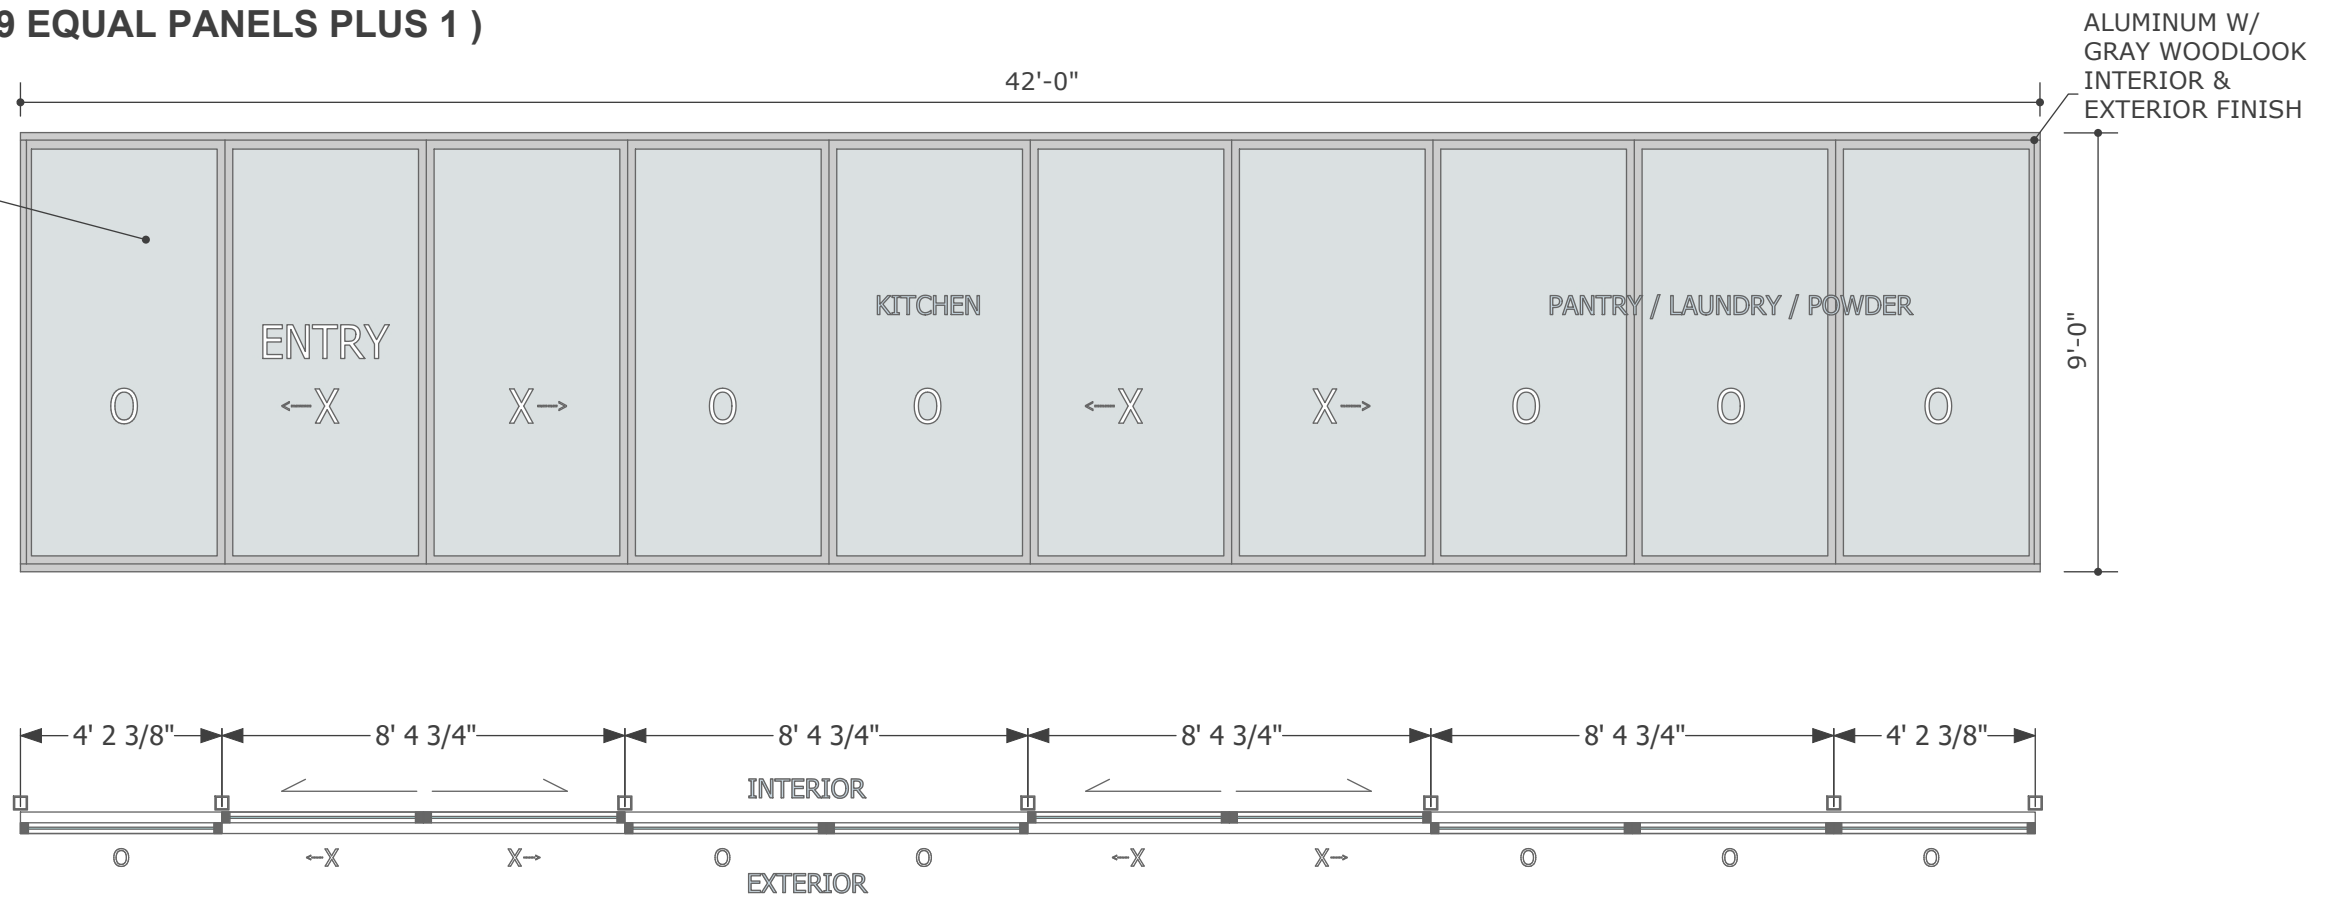 9 EQUAL PANELS PLUS 1 )
ALUMINUM W/
GRAY WOODLOOK
INTERIOR &
EXTERIOR FINISH
42'-0"
KITCHEN
PANTRY / LAUNDRY / POWDER
ENTRY
9'-0"
O ←X X→ O O ←X X→ O O O
4' 2 3/8" 8' 4 3/4" 8' 4 3/4" 8' 4 3/4" 8' 4 3/4" 4' 2 3/8"
INTERIOR
O ←X X→ O O ←X X→ O O O
EXTERIOR